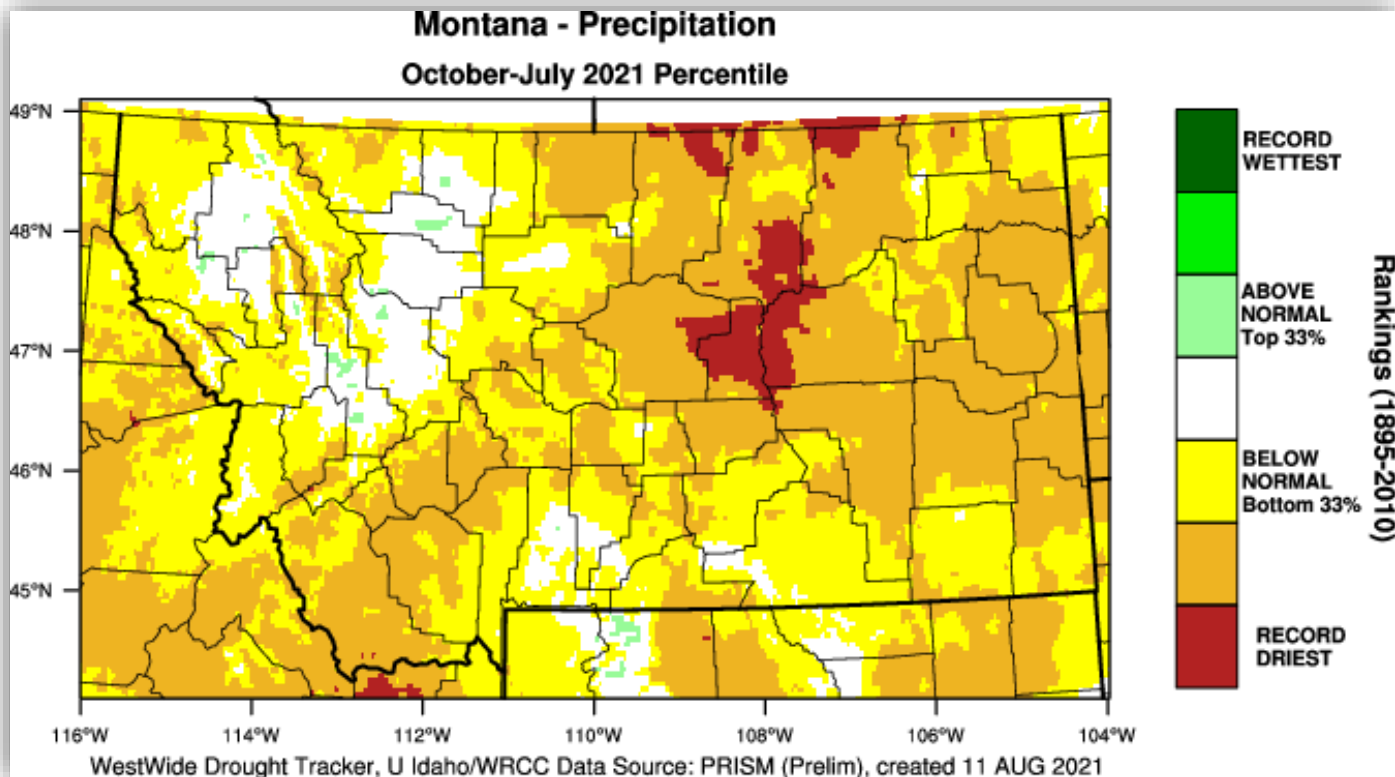 Montana - Precipitation
October-July 2021 Percentile
49°N
48°N
47°N
46°N
45°N
116°W
114°W
112°W
110°W
108°W
106°W
104°W
RECORD
WETTEST
ABOVE
NORMAL
Top 33%
BELOW
NORMAL
Bottom 33%
RECORD
DRIEST
Rankings (1895-2010)
WestWide Drought Tracker, U Idaho/WRCC Data Source: PRISM (Prelim), created 11 AUG 2021